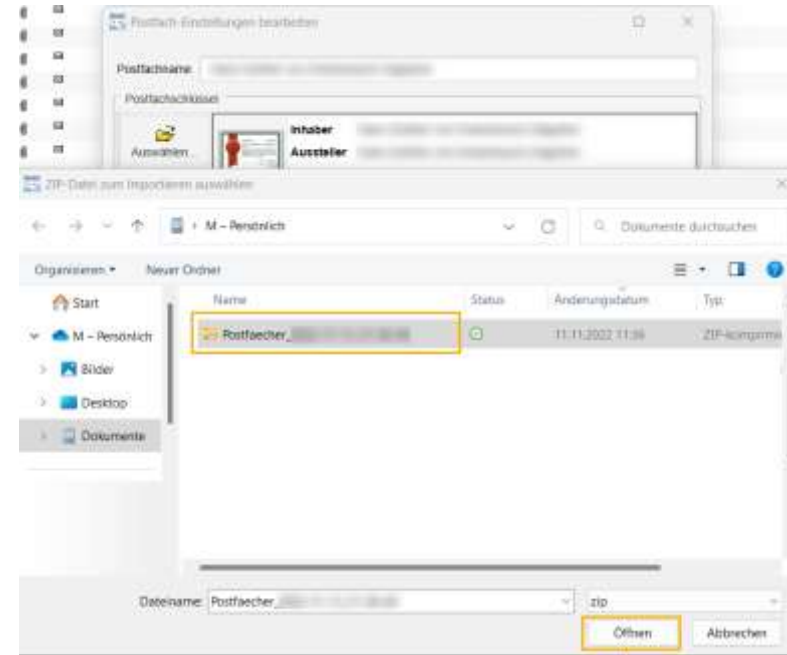 Postfach-Einstellungen bearbeiten
Postfachname
Postfachschlüssel
Inhaber
Auswählen...
Aussteller
ZIP-Datei zum Importieren auswählen
M – Persönlich
Dokumente durchsuchen
Organisieren
Neuer Ordner
Name
Status
Änderungsdatum
Typ
Start
Postfaecher_
11.11.2022 11:36
ZIP-komprimie
M – Persönlich
Bilder
Desktop
Dokumente
Dateiname: Postfaecher_
zip
Öffnen
Abbrechen